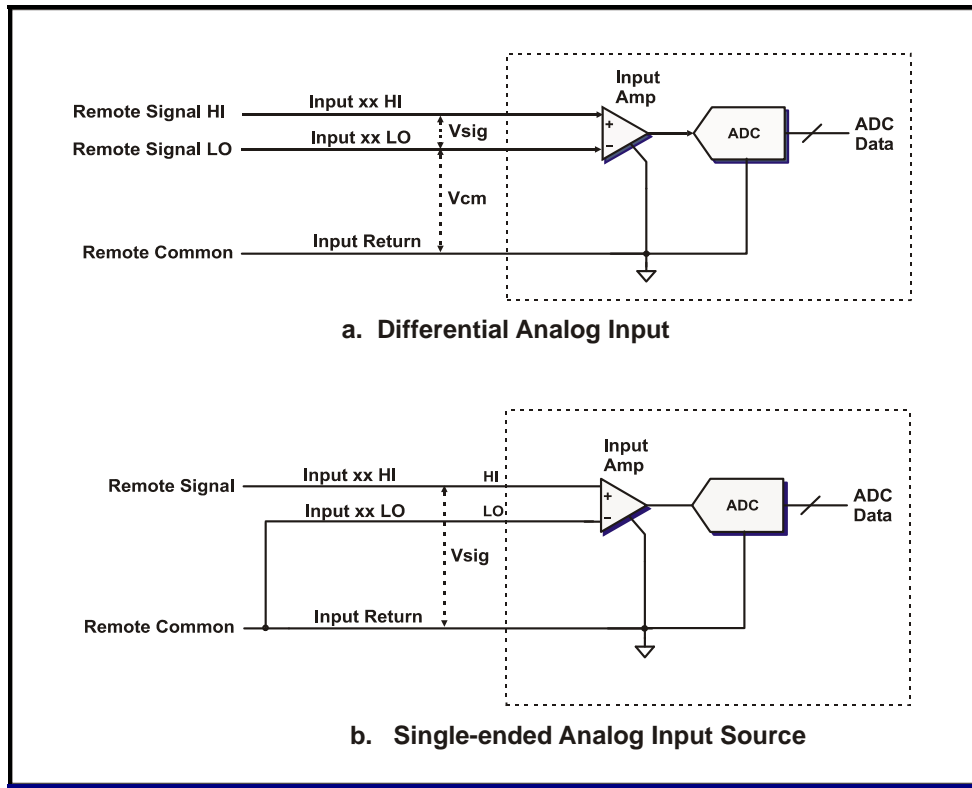 Input
Amp
Remote Signal HI
Input xx HI
+
Vsig
ADC
ADC
Data
Remote Signal LO
Input xx LO
−
Vcm
Remote Common
Input Return
a. Differential Analog Input
Input
Amp
Remote Signal
Input xx HI
HI
+
ADC
ADC
Data
Input xx LO
LO
−
Vsig
Remote Common
Input Return
b. Single-ended Analog Input Source